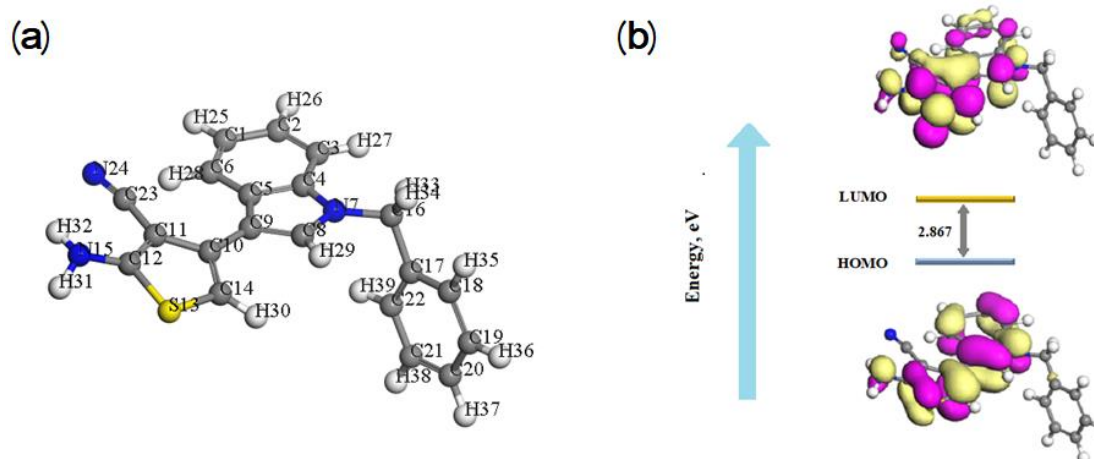 (a)
(b)
H26
H25
C1
C2
C3
H27
N24
H28
C6
C23
C5
C4
H33
H34
N7
C16
H32
C11
C9
C8
N15
C12
C10
H29
C17
H35
H31
C14
H39
C18
S13
H30
C22
C19
H36
C21
C20
H38
H37
Energy, eV
LUMO
2.867
HOMO